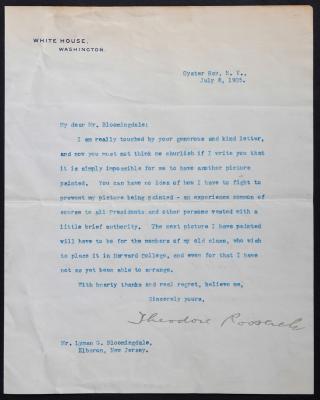 WHITE HOUSE,
WASHINGTON.
Oyster Bay, N. Y.,
July 8, 1905.
My dear Mr. Bloomingdale:
I am really touched by your generous and kind letter,
and now you must not think me churlish if I write you that
it is simply impossible for me to have another picture
painted. You can have no idea of how I have to fight to
prevent my picture being painted - an experience common of
course to all Presidents and other persons vested with a
little brief authority. The next picture I have painted
will have to be for the members of my old class, who wish
to place it in Harvard College, and even for that I have
not as yet been able to arrange.
With hearty thanks and real regret, believe me,
Sincerely yours,
Theodore Roosevelt
Mr. Lyman G. Bloomingdale,
Elberon, New Jersey.